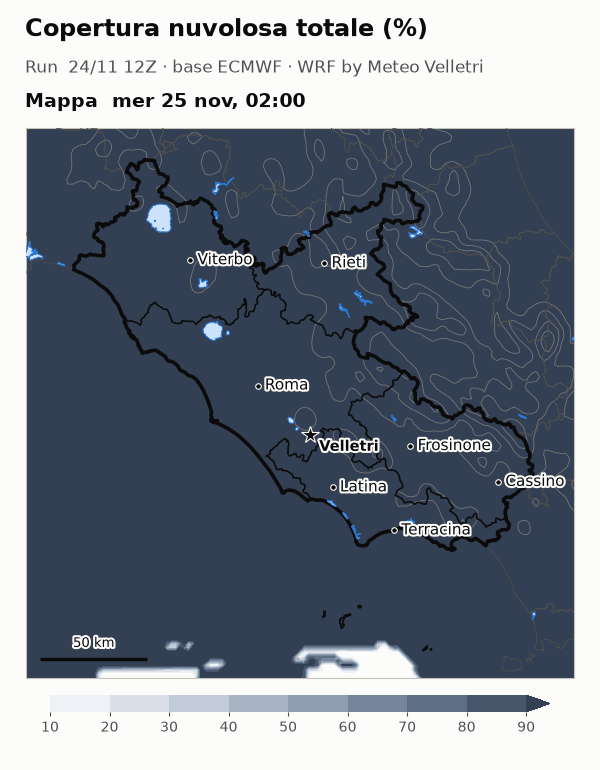 Copertura nuvolosa totale (%)
Run 24/11 12Z · base ECMWF · WRF by Meteo Velletri
Mappa mer 25 nov, 02:00
Viterbo
Rieti
Roma
Velletri
Frosinone
Cassino
Latina
Terracina
50 km
10 20 30 40 50 60 70 80 90